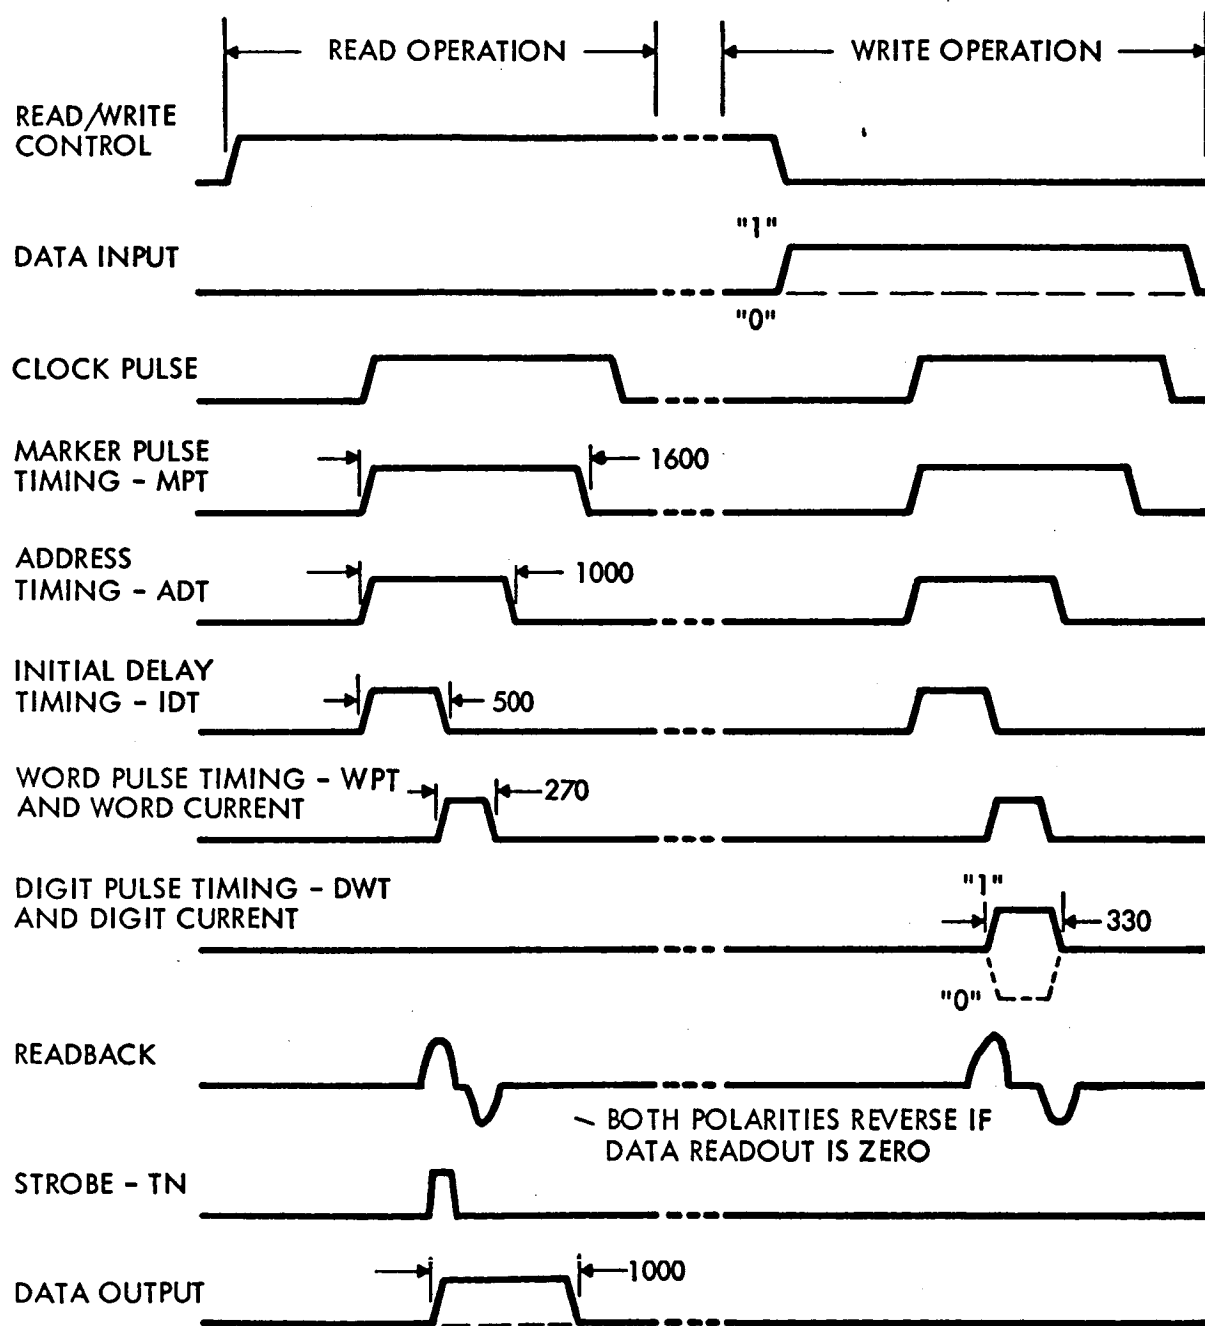 READ OPERATION
WRITE OPERATION
READ/WRITE
CONTROL
"1"
DATA INPUT
"0"
CLOCK PULSE
MARKER PULSE
TIMING - MPT
1600
ADDRESS
TIMING - ADT
1000
INITIAL DELAY
TIMING - IDT
500
WORD PULSE TIMING - WPT
AND WORD CURRENT
270
DIGIT PULSE TIMING - DWT
AND DIGIT CURRENT
"1"
330
"0"
READBACK
BOTH POLARITIES REVERSE IF
DATA READOUT IS ZERO
STROBE - TN
DATA OUTPUT
1000